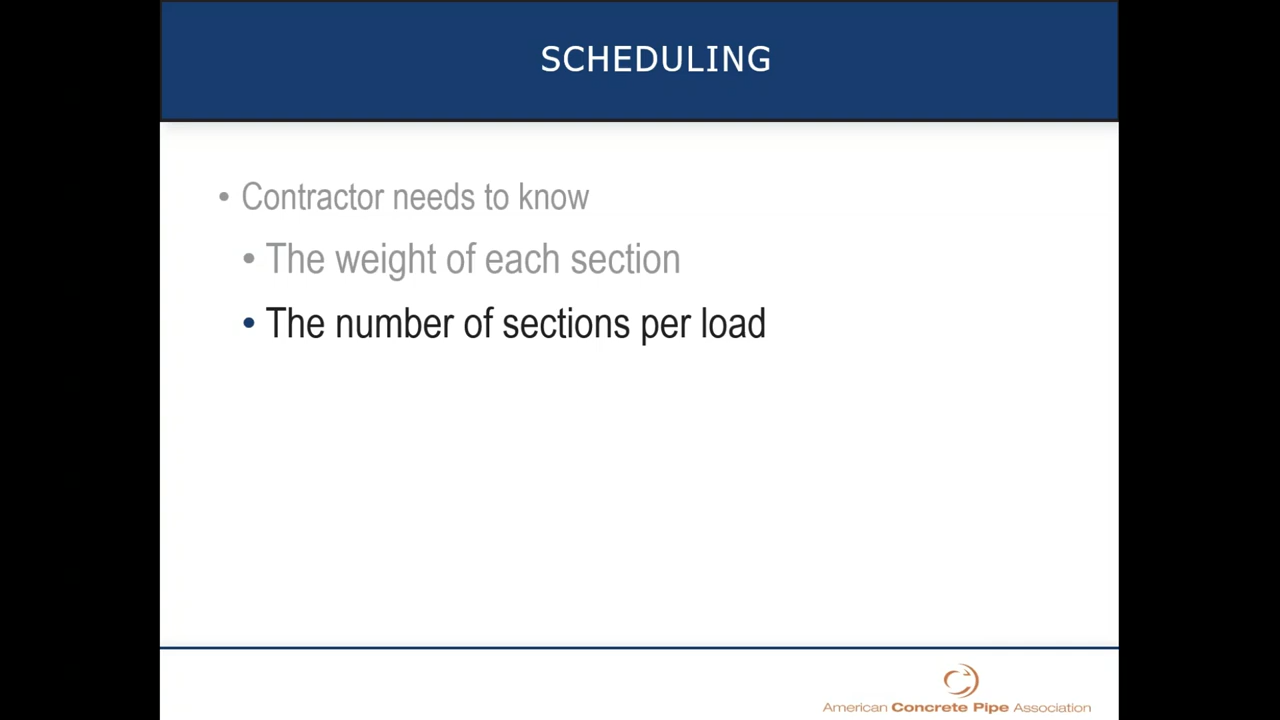 SCHEDULING
• Contractor needs to know
• The weight of each section
• The number of sections per load
American Concrete Pipe Association